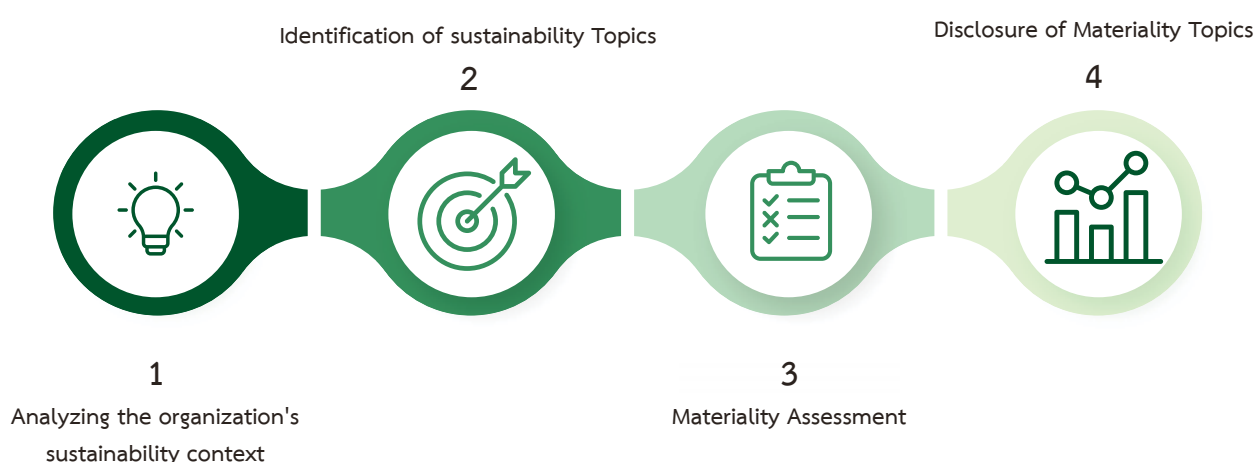 Identification of sustainability Topics
2
Disclosure of Materiality Topics
4
1
Analyzing the organization's
sustainability context
3
Materiality Assessment